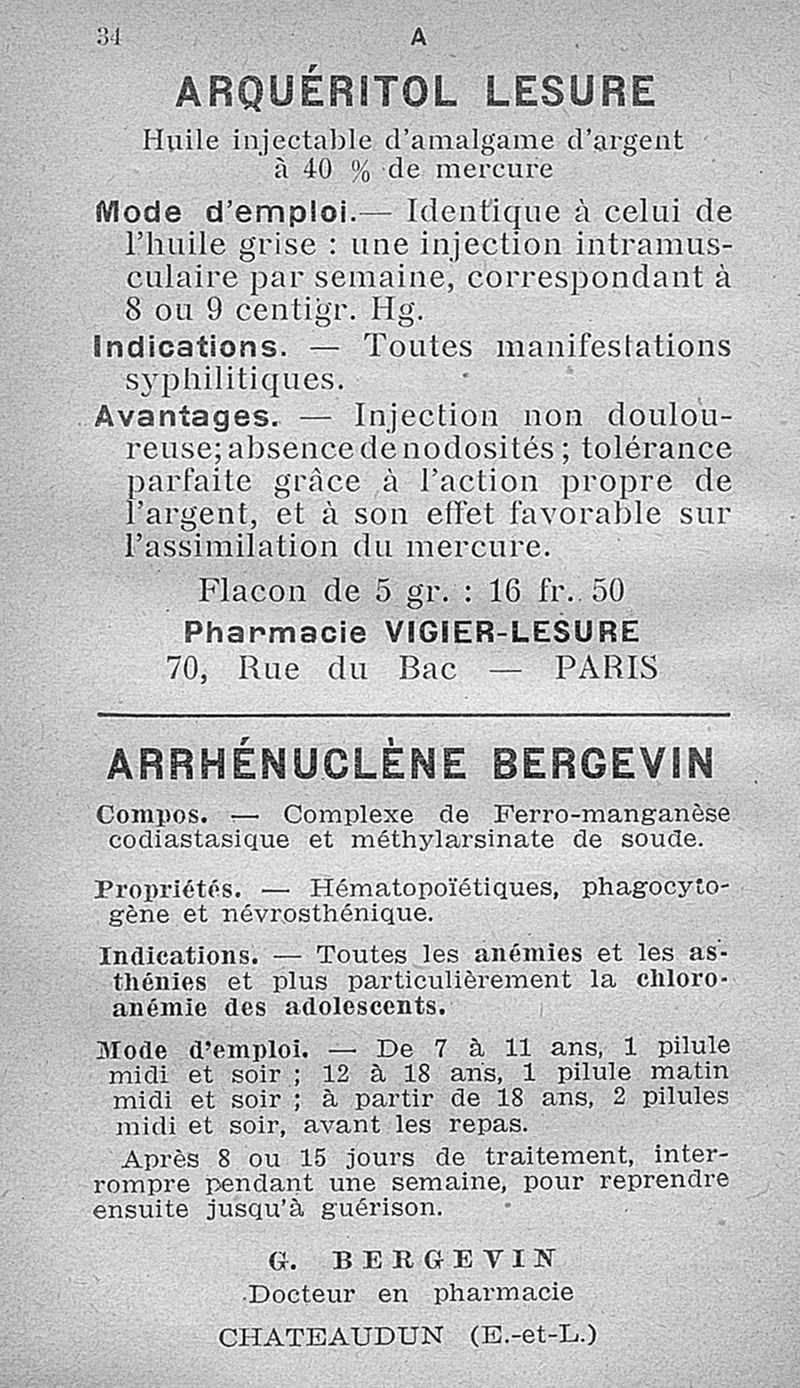 34 A
ARQUÉRITOL LESURE
Huile injectable d'amalgame d'argent
à 40 % de mercure
Mode d'emploi.— Identique à celui de
l'huile grise : une injection intramus-
culaire par semaine, correspondant à
8 ou 9 centigr. Hg.
Indications. — Toutes manifestations
syphilitiques.
Avantages. — Injection non doulou-
reuse; absence de nodosités ; tolérance
parfaite grâce à l'action propre de
l'argent, et à son effet favorable sur
l'assimilation du mercure.
Flacon de 5 gr. : 16 fr. 50
Pharmacie VIGIER-LESURE
70, Rue du Bac — PARIS
ARRHÉNUCLÈNE BERGEVIN
Compos. — Complexe de Ferro-manganèse
codiastasique et méthylarsinate de soude.
Propriétés. — Hématopoïétiques, phagocyto-
gène et névrosthénique.
Indications. — Toutes les anémies et les as-
thénies et plus particulièrement la chloro-
anémie des adolescents.
Mode d'emploi. — De 7 à 11 ans, 1 pilule
midi et soir ; 12 à 18 ans, 1 pilule matin
midi et soir ; à partir de 18 ans, 2 pilules
midi et soir, avant les repas.
Après 8 ou 15 jours de traitement, inter-
rompre pendant une semaine, pour reprendre
ensuite jusqu'à guérison.
G. BERGEVIN
Docteur en pharmacie
CHATEAUDUN (E.-et-L.)